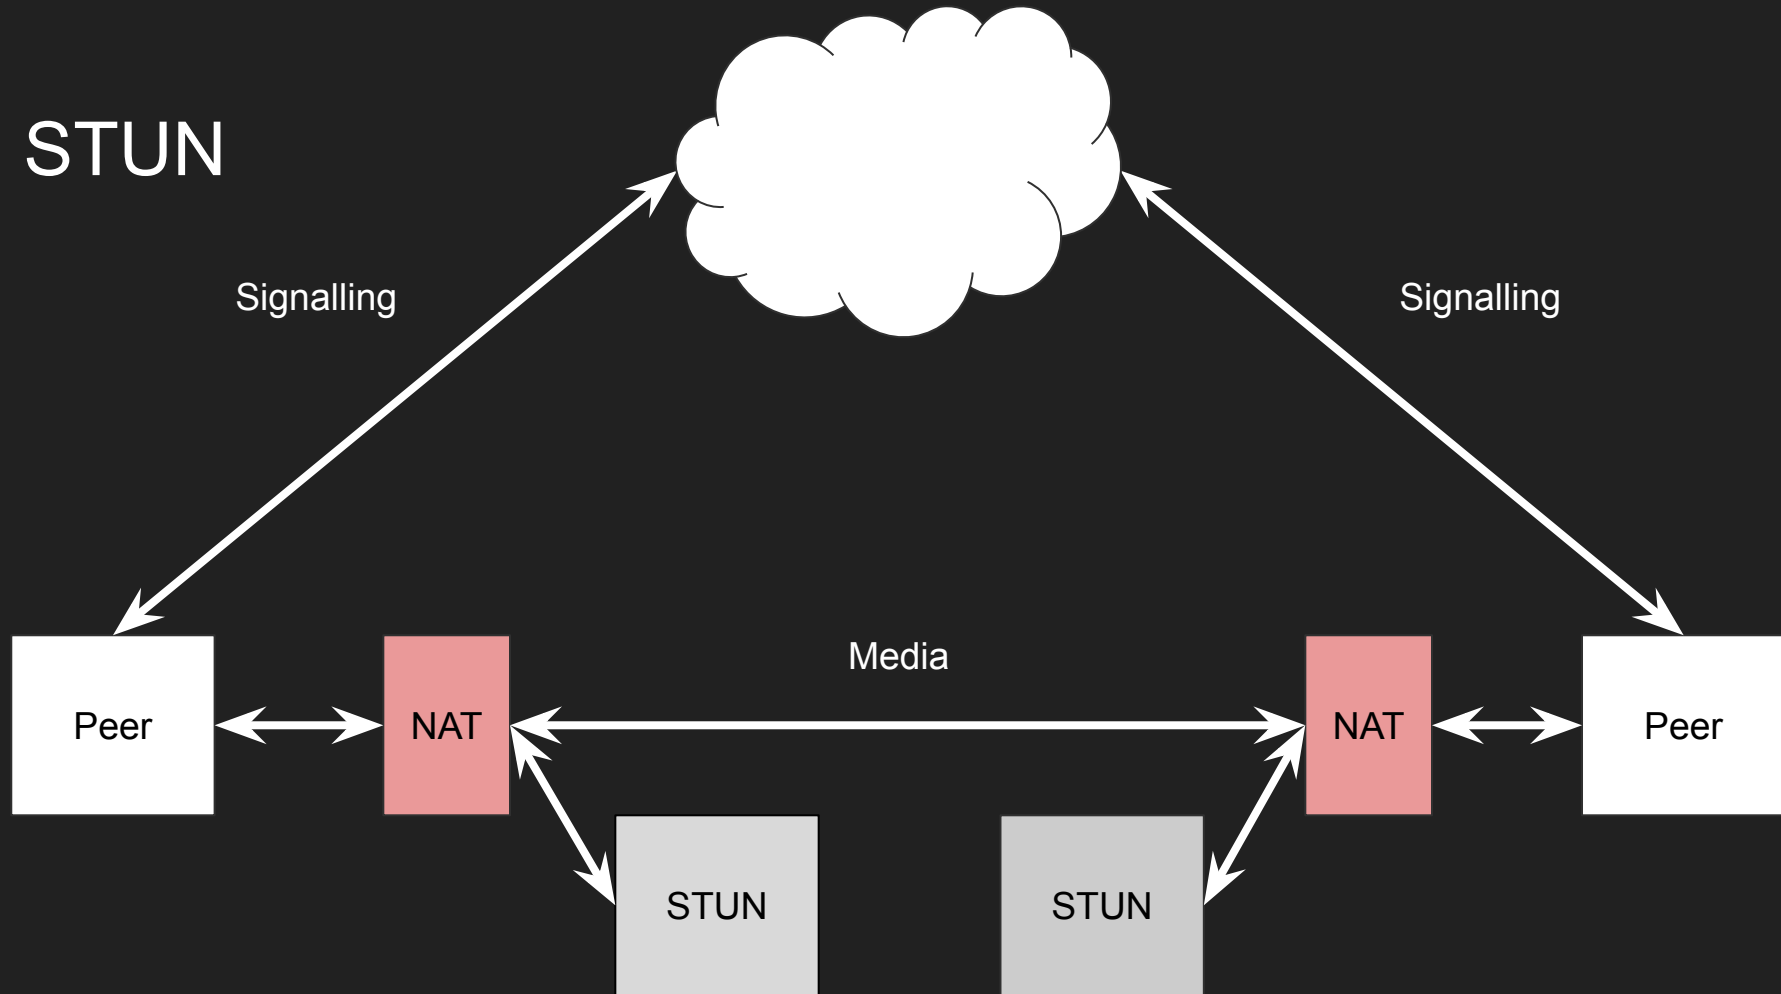 STUN
Signalling
Signalling
Media
Peer
NAT
NAT
Peer
STUN
STUN